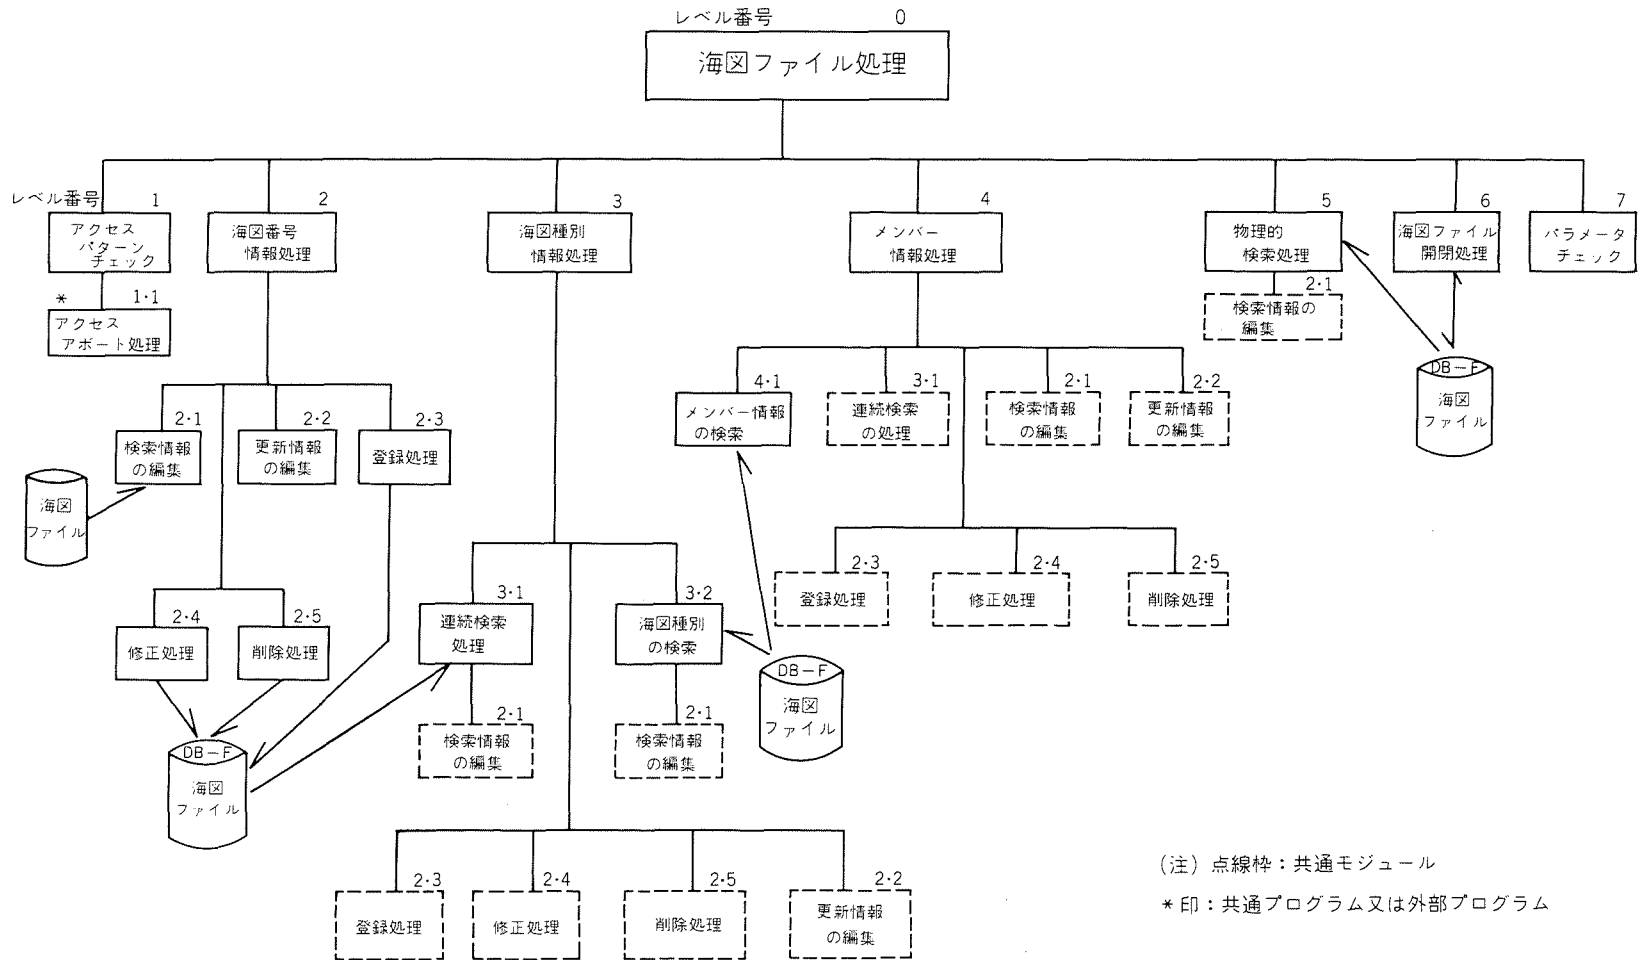 レベル番号 0
海図ファイル処理
レベル番号 1
アクセス
パターン
チェック
2
海図番号
情報処理
3
海図種別
情報処理
4
メンバー
情報処理
5
物理的
検索処理
6
海図ファイル
開閉処理
7
パラメータ
チェック
* 1・1
アクセス
アボート処理
2・1
検索情報の
編集
DB－F
海図
ファイル
2・1
検索情報
の編集
2・2
更新情報
の編集
2・3
登録処理
4・1
メンバー情報
の検索
3・1
連続検索
の処理
2・1
検索情報
の編集
2・2
更新情報
の編集
海図
ファイル
2・3
登録処理
2・4
修正処理
2・5
削除処理
2・4
修正処理
2・5
削除処理
3・1
連続検索
処理
3・2
海図種別
の検索
DB－F
海図
ファイル
2・1
検索情報
の編集
2・1
検索情報
の編集
DB－F
海図
ファイル
2・3
登録処理
2・4
修正処理
2・5
削除処理
2・2
更新情報
の編集
(注) 点線枠：共通モジュール
*印：共通プログラム又は外部プログラム